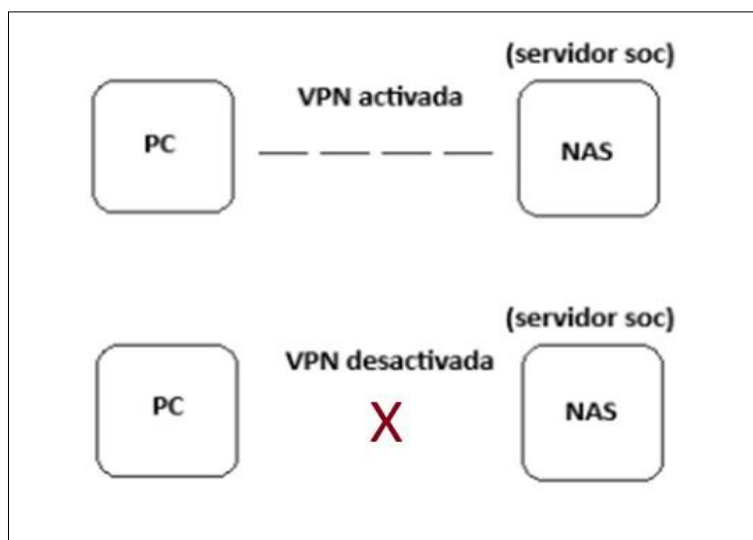 (servidor soc)
VPN activada
PC
NAS
(servidor soc)
VPN desactivada
PC
X
NAS